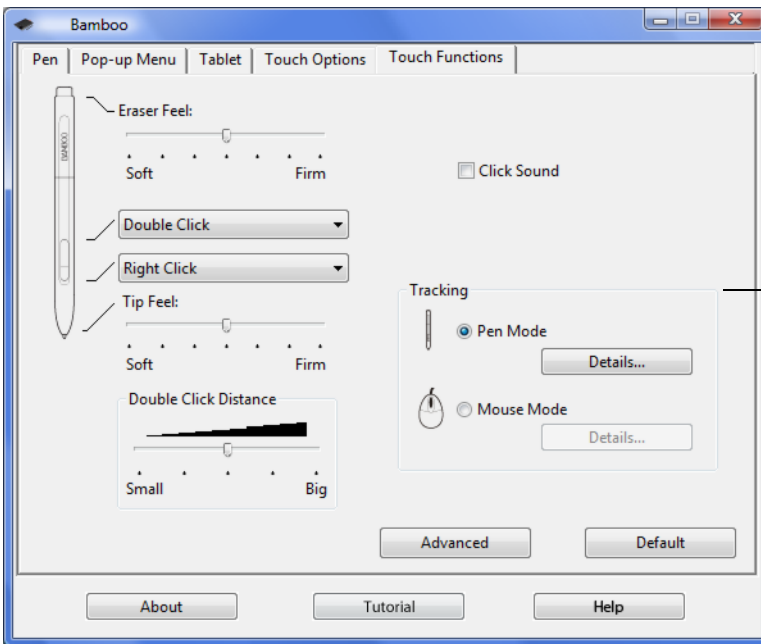 Bamboo
Pen Pop-up Menu Tablet Touch Options Touch Functions
Eraser Feel:
BAMBOO
Soft Firm
Click Sound
Double Click
Right Click
Tip Feel:
Soft Firm
Tracking
Pen Mode
Details...
Mouse Mode
Details...
Double Click Distance
Small Big
Advanced Default
About Tutorial Help